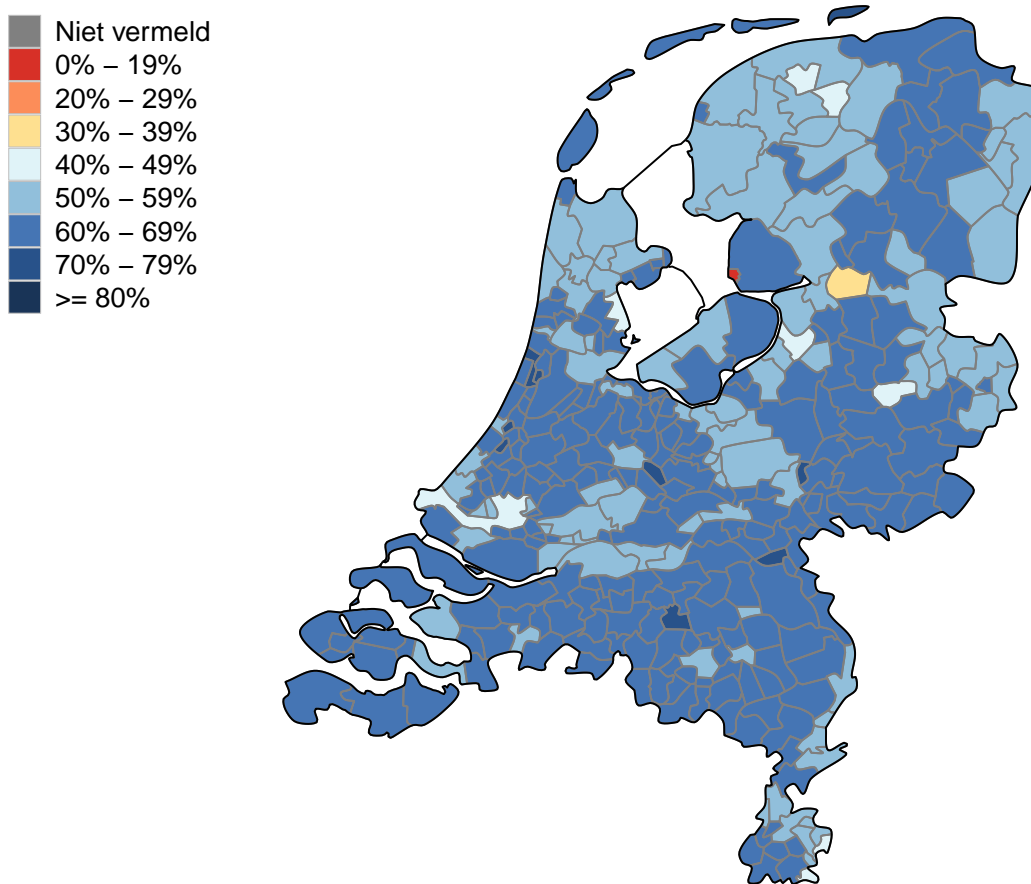 Niet vermeld
0% – 19%
20% – 29%
30% – 39%
40% – 49%
50% – 59%
60% – 69%
70% – 79%
>= 80%